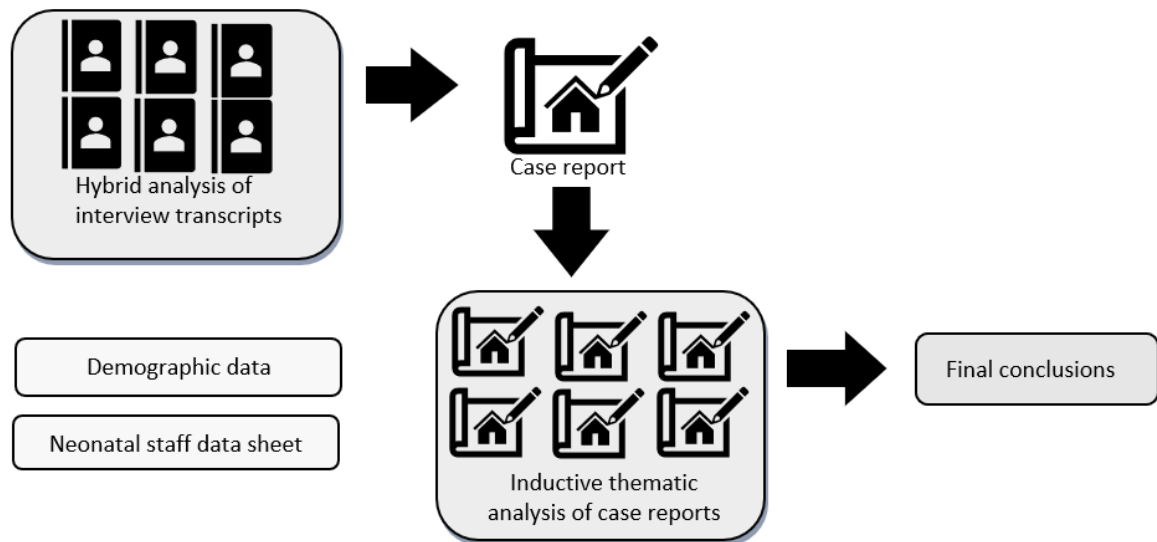 Hybrid analysis of
interview transcripts
Case report
Demographic data
Neonatal staff data sheet
Inductive thematic
analysis of case reports
Final conclusions